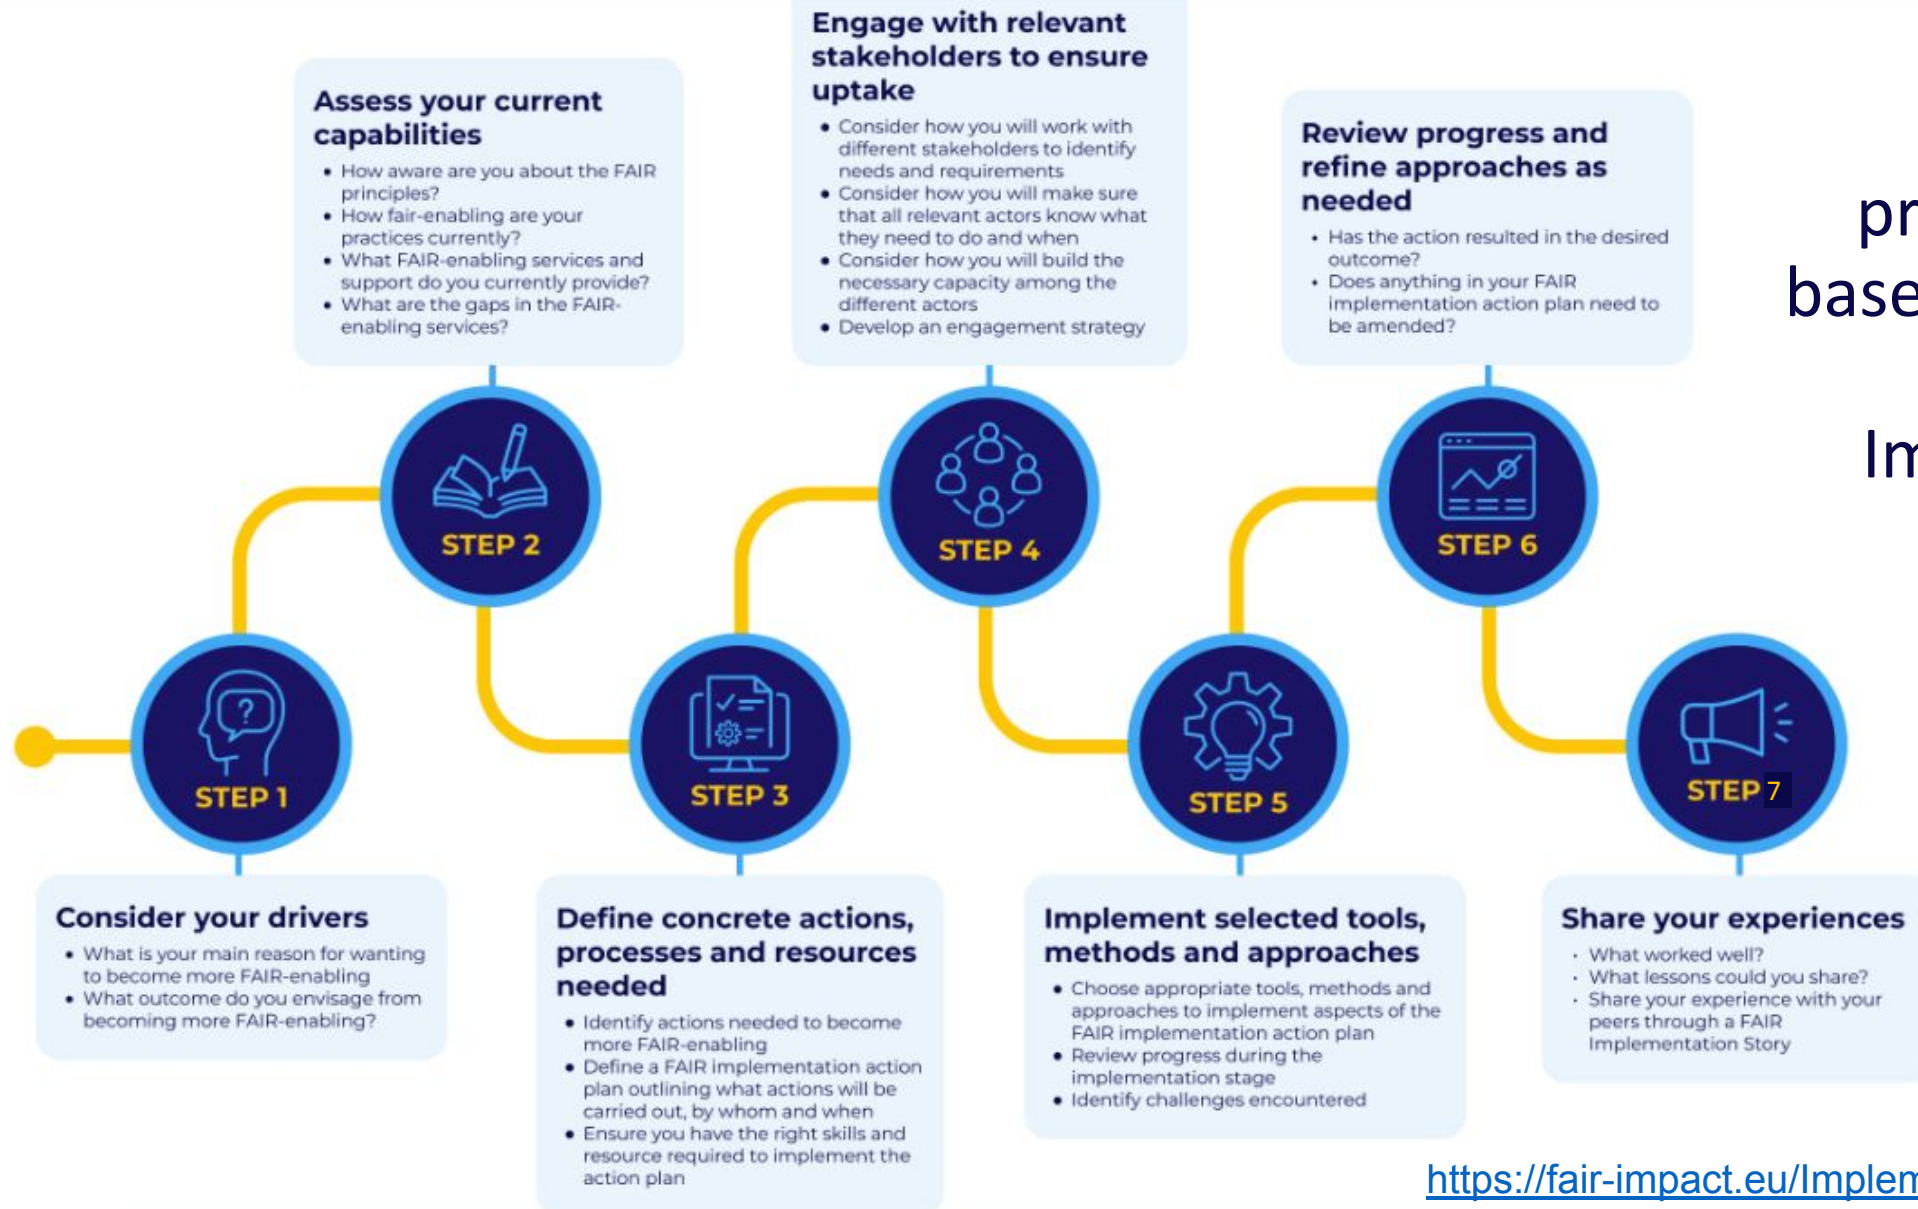 Engage with relevant
stakeholders to ensure
uptake
• Consider how you will work with
different stakeholders to identify
needs and requirements
• Consider how you will make sure
that all relevant actors know what
they need to do and when
• Consider how you will build the
necessary capacity among the
different actors
• Develop an engagement strategy
Assess your current
capabilities
• How aware are you about the FAIR
principles?
• How fair-enabling are your
practices currently?
• What FAIR-enabling services and
support do you currently provide?
• What are the gaps in the FAIR-
enabling services?
Review progress and
refine approaches as
needed
• Has the action resulted in the desired
outcome?
• Does anything in your FAIR
implementation action plan need to
be amended?
pr
base
Im
STEP 2
STEP 4
STEP 6
?
STEP 1
STEP 3
STEP 5
STEP 7
Consider your drivers
• What is your main reason for wanting
to become more FAIR-enabling
• What outcome do you envisage from
becoming more FAIR-enabling?
Define concrete actions,
processes and resources
needed
• Identify actions needed to become
more FAIR-enabling
• Define a FAIR implementation action
plan outlining what actions will be
carried out, by whom and when
• Ensure you have the right skills and
resource required to implement the
action plan
Implement selected tools,
methods and approaches
• Choose appropriate tools, methods and
approaches to implement aspects of the
FAIR implementation action plan
• Review progress during the
implementation stage
• Identify challenges encountered
Share your experiences
• What worked well?
• What lessons could you share?
• Share your experience with your
peers through a FAIR
Implementation Story
https://fair-impact.eu/Implem